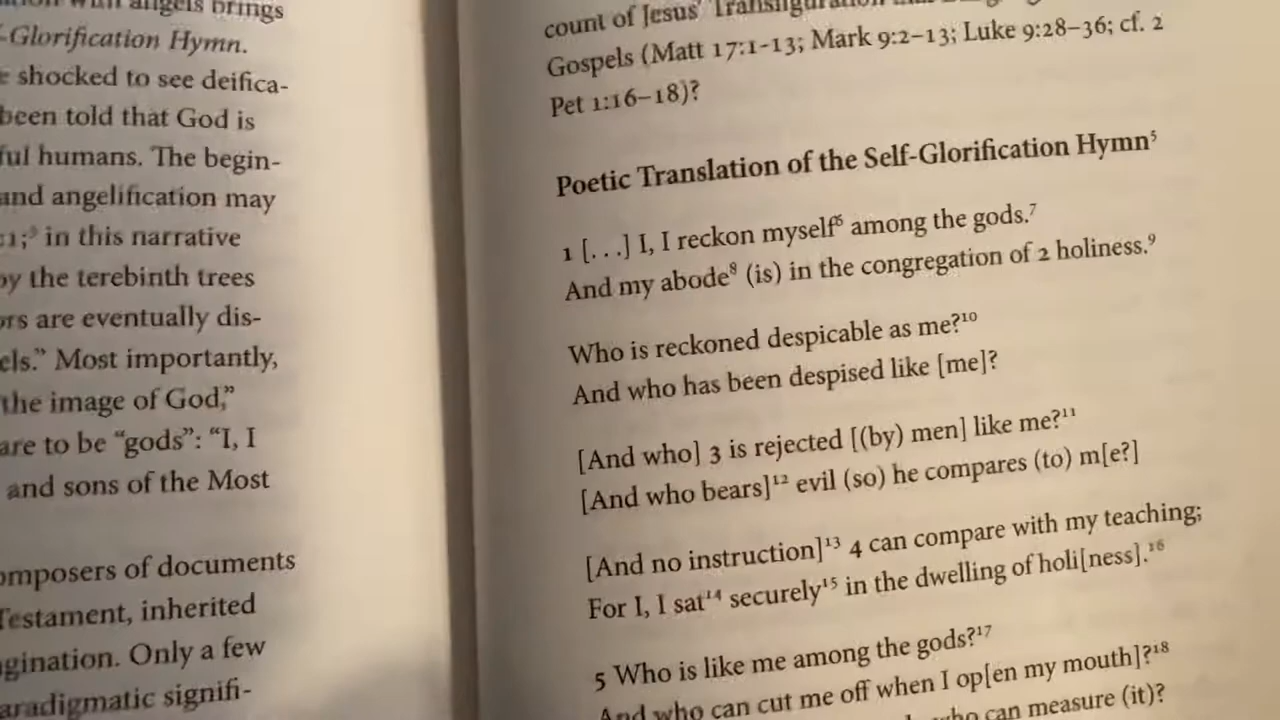 with angels brings
-Glorification Hymn.
shocked to see deifica-
been told that God is
ful humans. The begin-
and angelification may
:1;³ in this narrative
by the terebinth trees
ors are eventually dis-
els.” Most importantly,
the image of God,”
are to be “gods”: “I, I
and sons of the Most
omposers of documents
Testament, inherited
gination. Only a few
aradigmatic signifi-
count of Jesus’ Transfiguration
Gospels (Matt 17:1-13; Mark 9:2–13; Luke 9:28–36; cf. 2
Pet 1:16–18)?
Poetic Translation of the Self-Glorification Hymn⁵
1 [. . .] I, I reckon myself⁶ among the gods.⁷
And my abode⁸ (is) in the congregation of 2 holiness.⁹
Who is reckoned despicable as me?¹⁰
And who has been despised like [me]?
[And who] 3 is rejected [(by) men] like me?¹¹
[And who bears]¹² evil (so) he compares (to) m[e?]
[And no instruction]¹³ 4 can compare with my teaching;
For I, I sat¹⁴ securely¹⁵ in the dwelling of holi[ness].¹⁶
5 Who is like me among the gods?¹⁷
And who can cut me off when I op[en my mouth]?¹⁸
who can measure (it)?